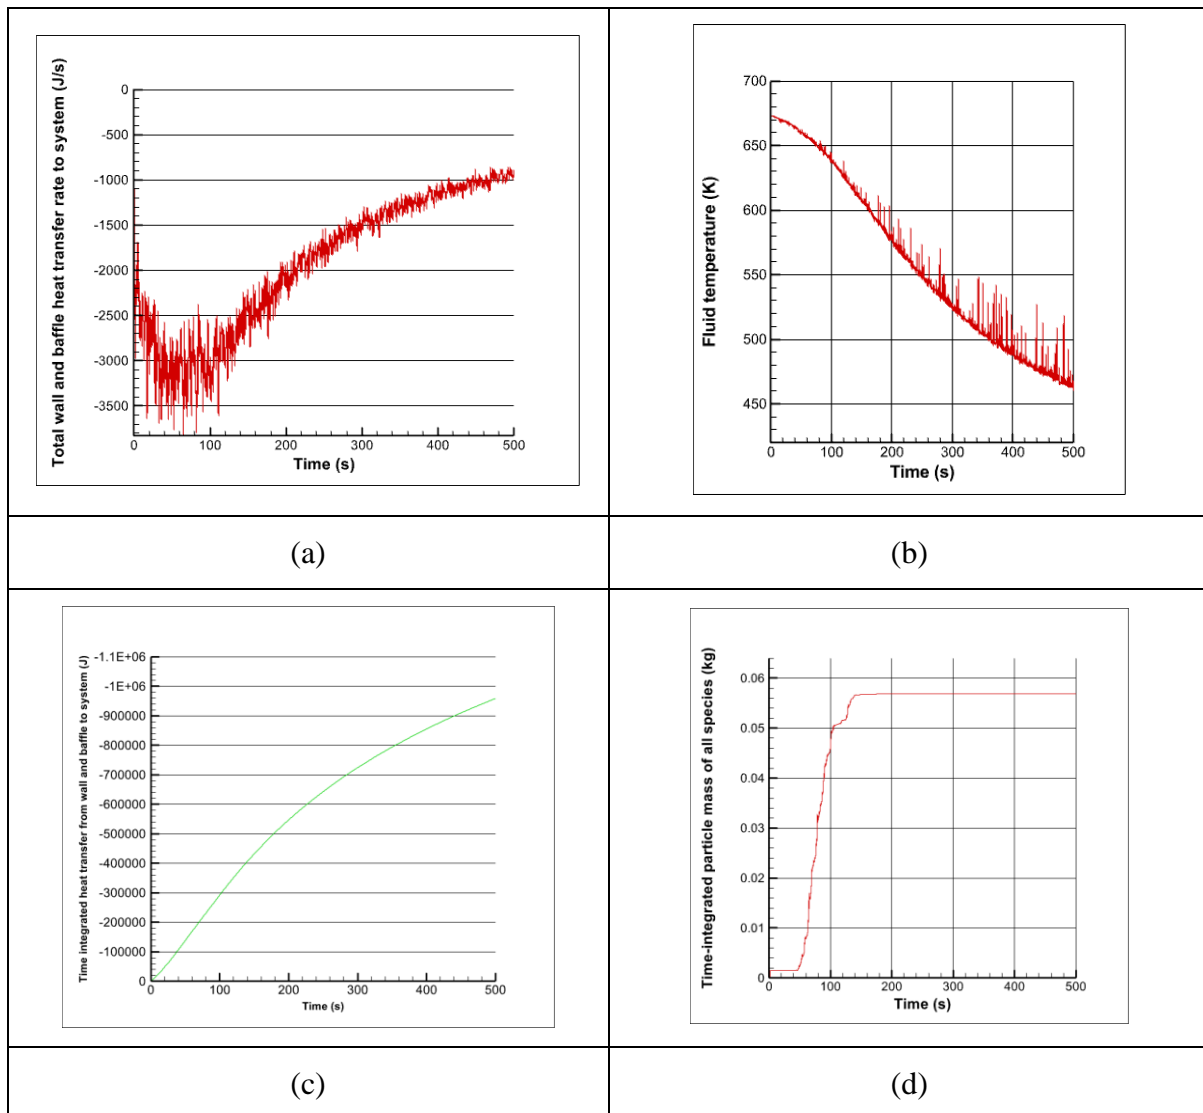 Total wall and baffle heat transfer rate to system (J/s)
0
-500
-1000
-1500
-2000
-2500
-3000
-3500
0 100 200 300 400 500
Time (s)
Fluid temperature (K)
700
650
600
550
500
450
0 100 200 300 400 500
Time (s)
(a)
(b)
Time integrated heat transfer from wall and baffle to system (J)
-1.1E+06
-1E+06
-900000
-800000
-700000
-600000
-500000
-400000
-300000
-200000
-100000
0
0 100 200 300 400 500
Time (s)
Time-integrated particle mass of all species (kg)
0.06
0.05
0.04
0.03
0.02
0.01
0
0 100 200 300 400 500
Time (s)
(c)
(d)